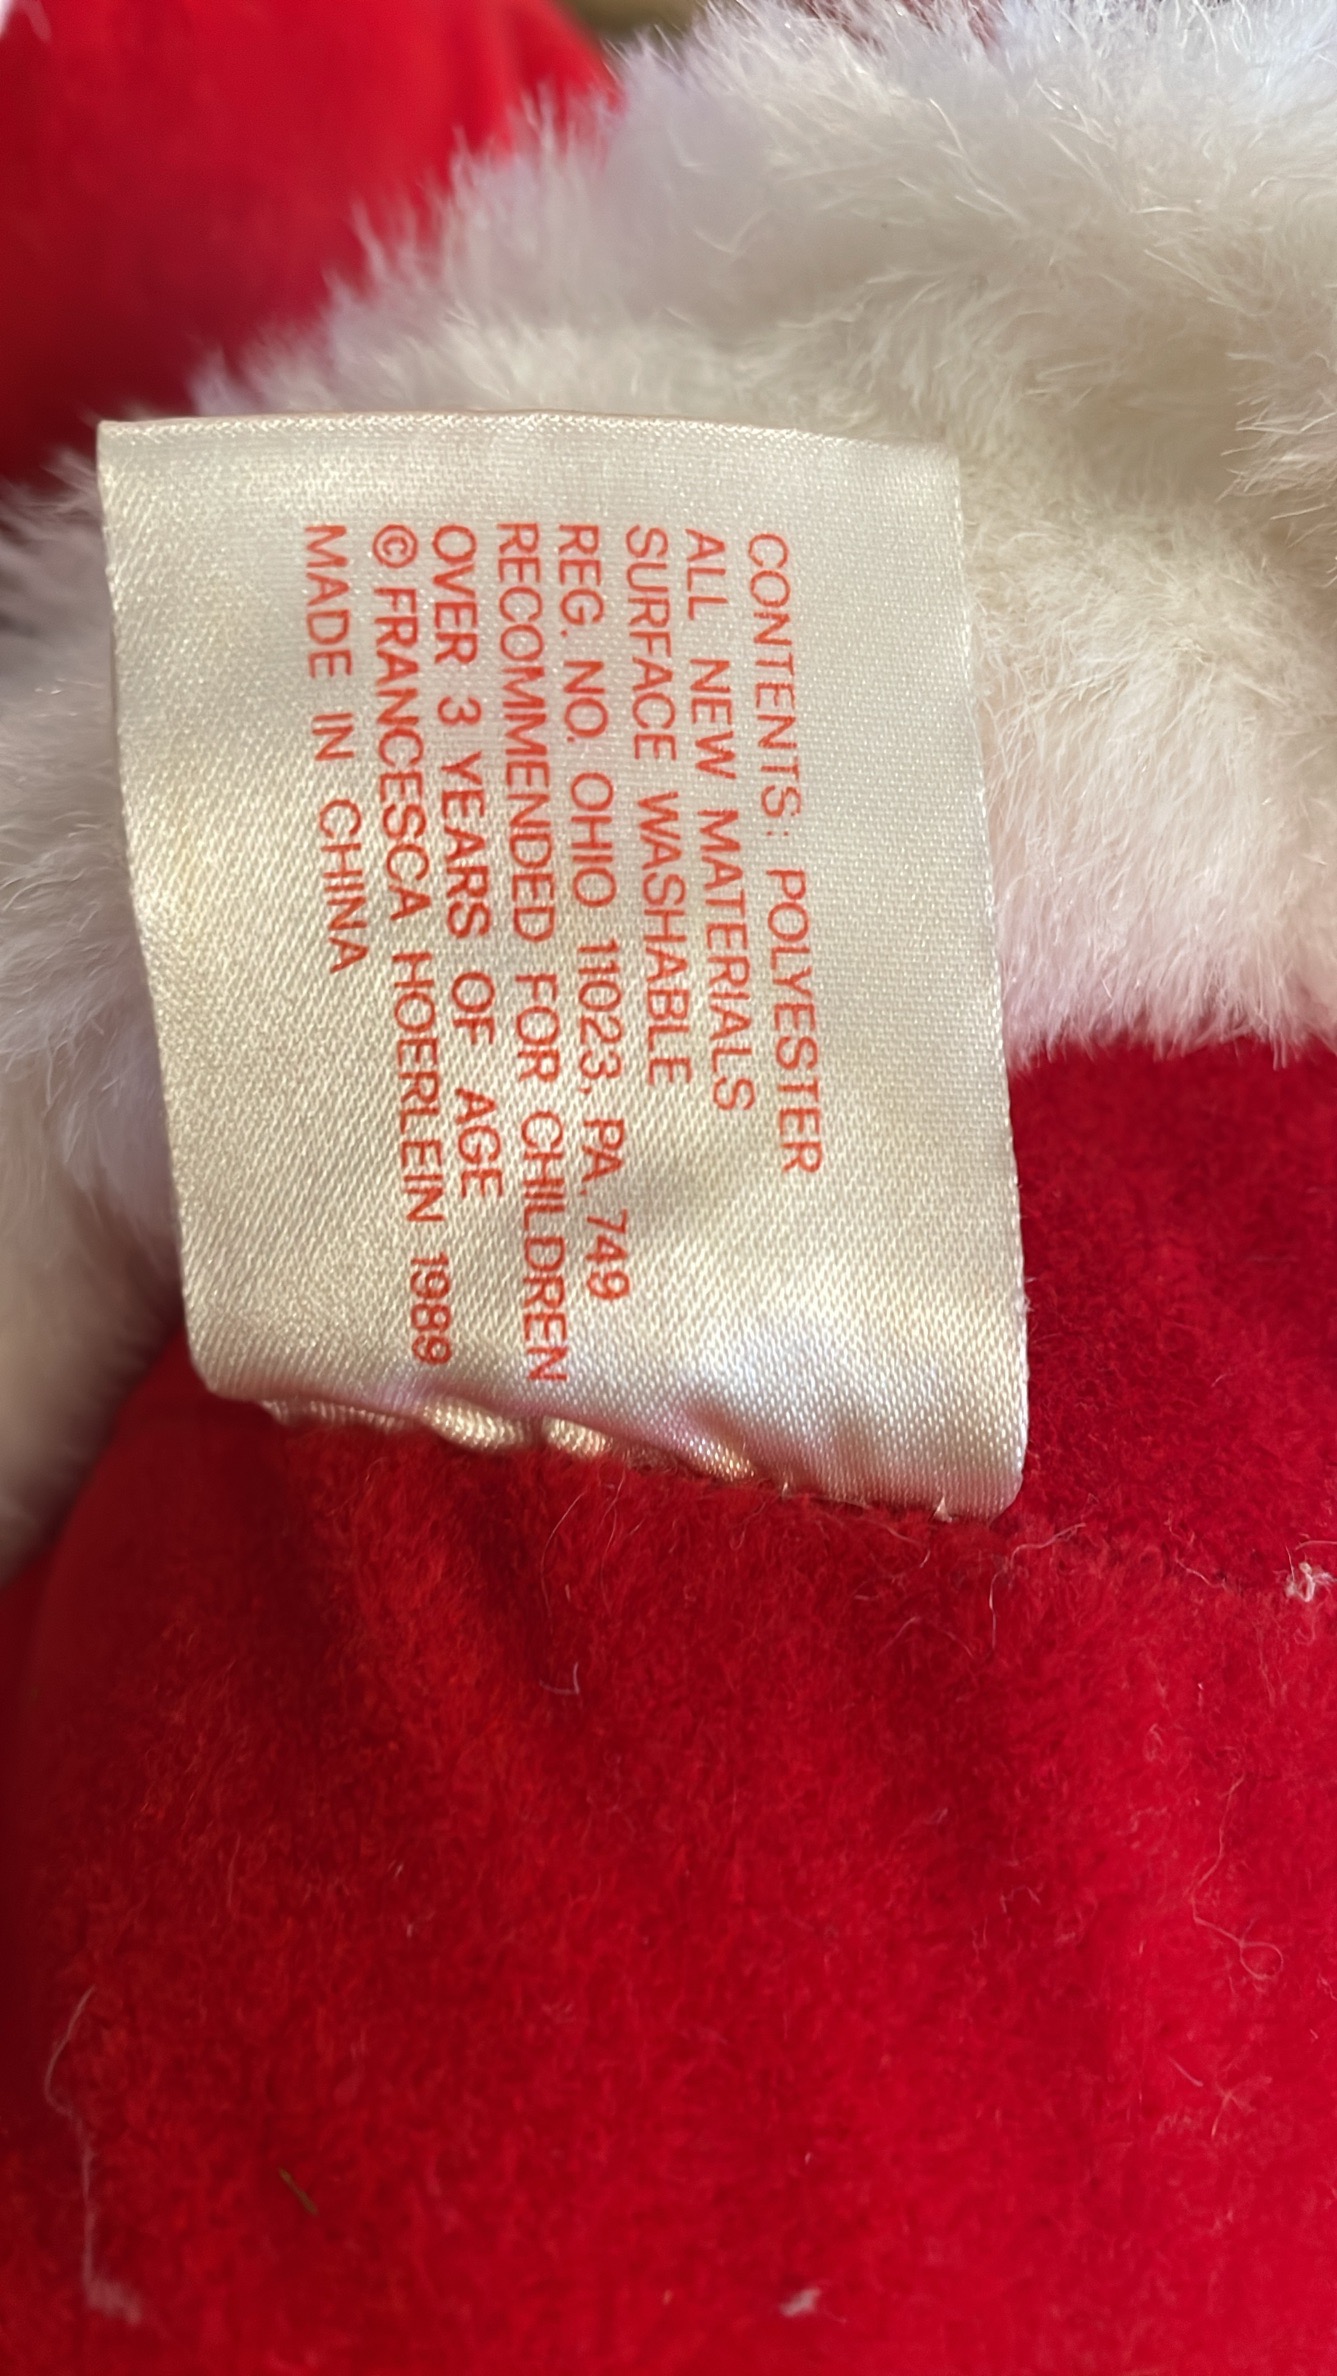 CONTENTS: POLYESTER
ALL NEW MATERIALS
SURFACE WASHABLE
REG. NO. OHIO 11023, PA. 749
RECOMMENDED FOR CHILDREN
OVER 3 YEARS OF AGE
© FRANCESCA HOERLEIN 1989
MADE IN CHINA